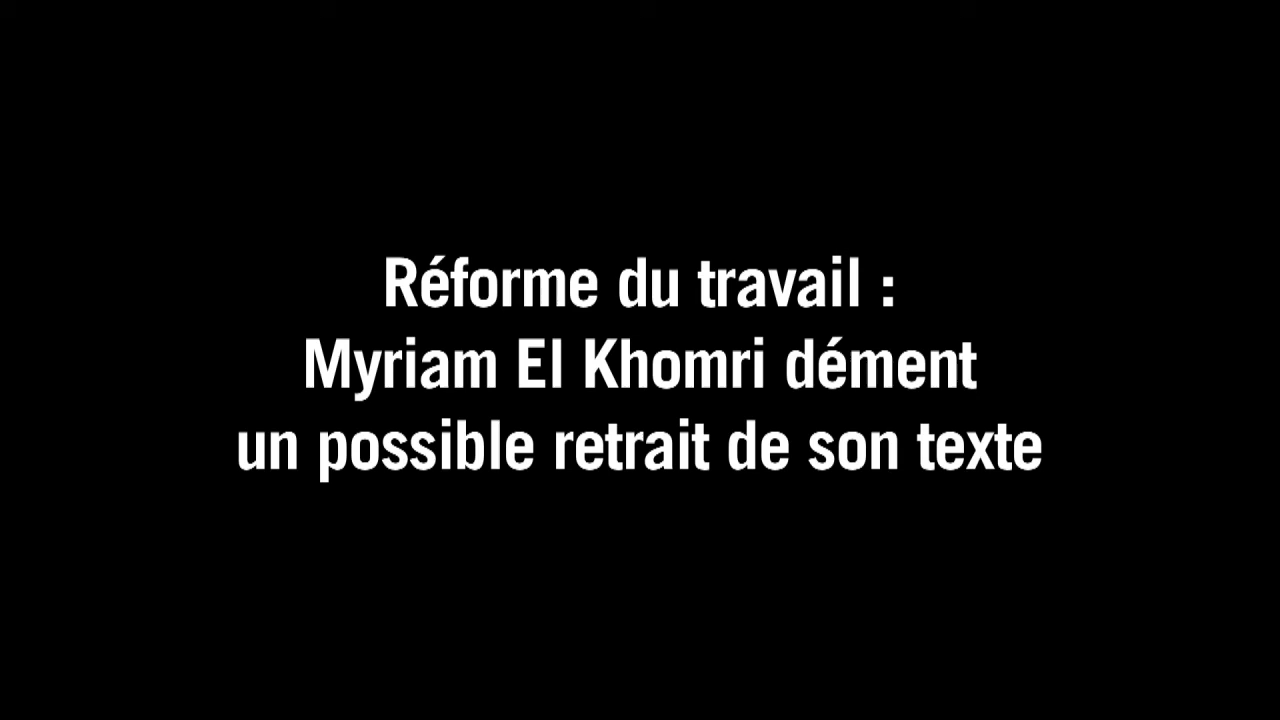 Réforme du travail :
Myriam El Khomri dément
un possible retrait de son texte